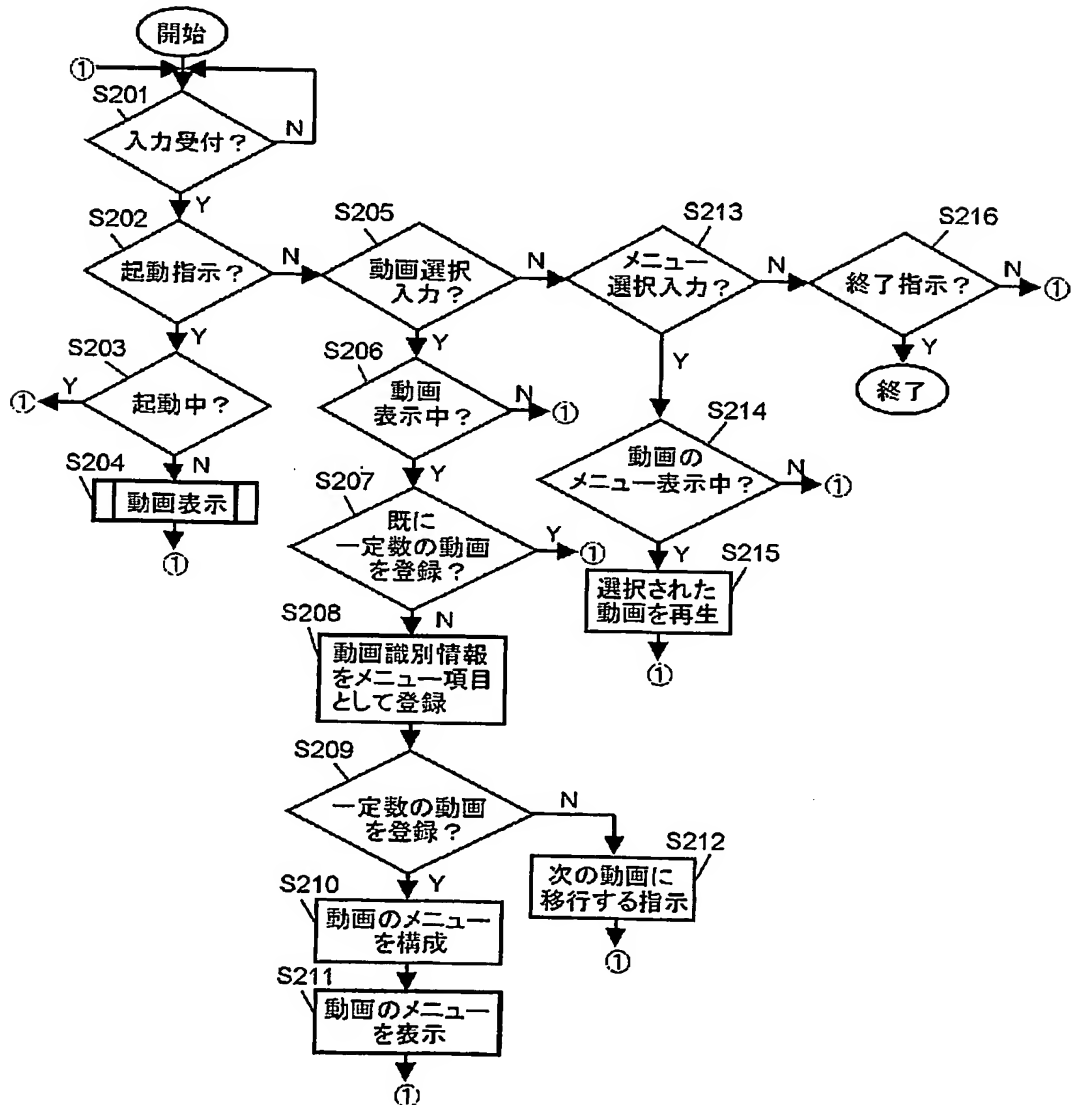 開始
①
S201
入力受付？
N
Y
S202
起動指示？
N
Y
S205
動画選択
入力？
N
Y
S213
メニュー
選択入力？
N
Y
S216
終了指示？
N
①
Y
終了
S203
起動中？
Y
①
N
S204
動画表示
①
S206
動画
表示中？
N
①
Y
S214
動画の
メニュー表示中？
N
①
Y
S207
既に
一定数の動画
を登録？
Y
①
N
S215
選択された
動画を再生
①
S208
動画識別情報
をメニュー項目
として登録
S209
一定数の動画
を登録？
N
Y
S212
次の動画に
移行する指示
①
S210
動画のメニュー
を構成
S211
動画のメニュー
を表示
①